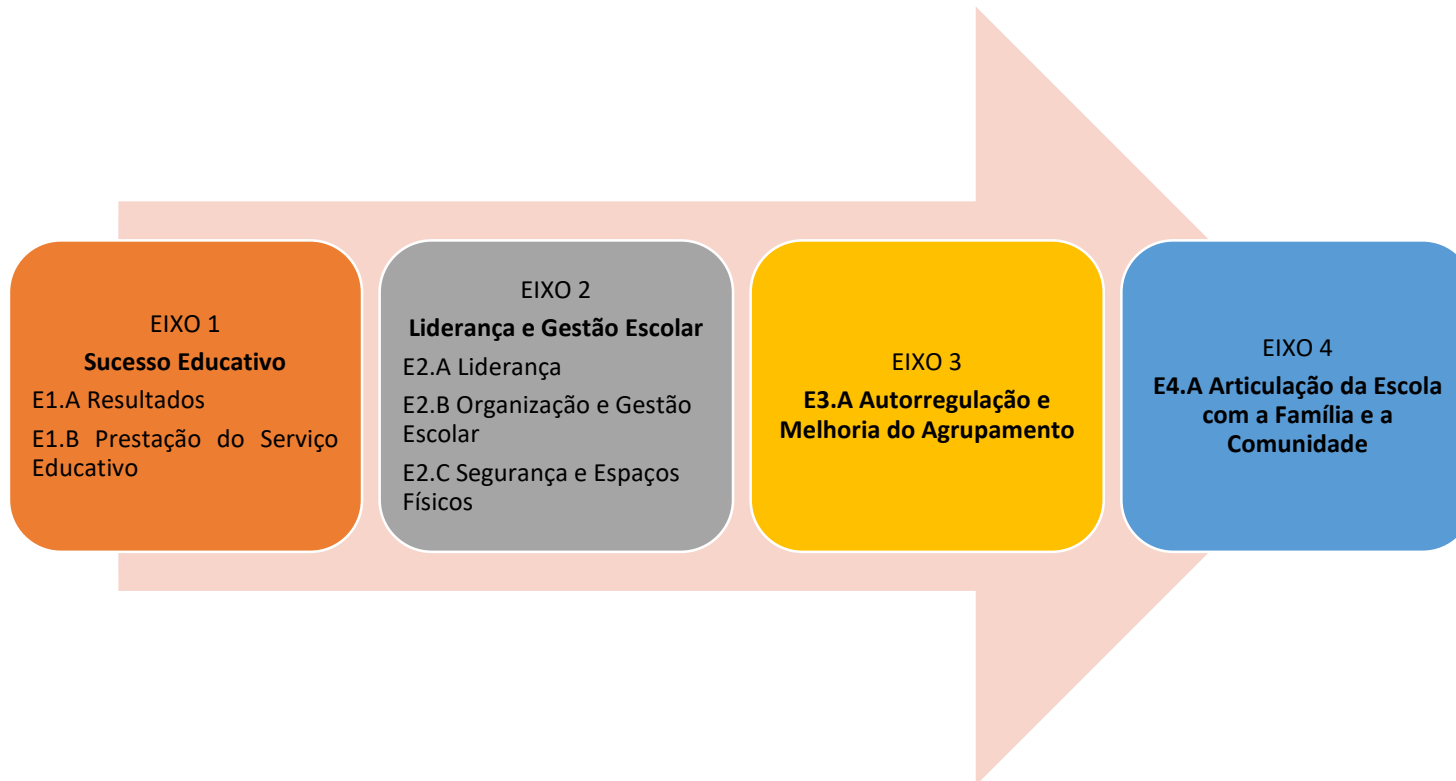 EIXO 1
Sucesso Educativo
E1.A Resultados
E1.B Prestação do Serviço
Educativo
EIXO 2
Liderança e Gestão Escolar
E2.A Liderança
E2.B Organização e Gestão
Escolar
E2.C Segurança e Espaços
Físicos
EIXO 3
E3.A Autorregulação e
Melhoria do Agrupamento
EIXO 4
E4.A Articulação da Escola
com a Família e a
Comunidade